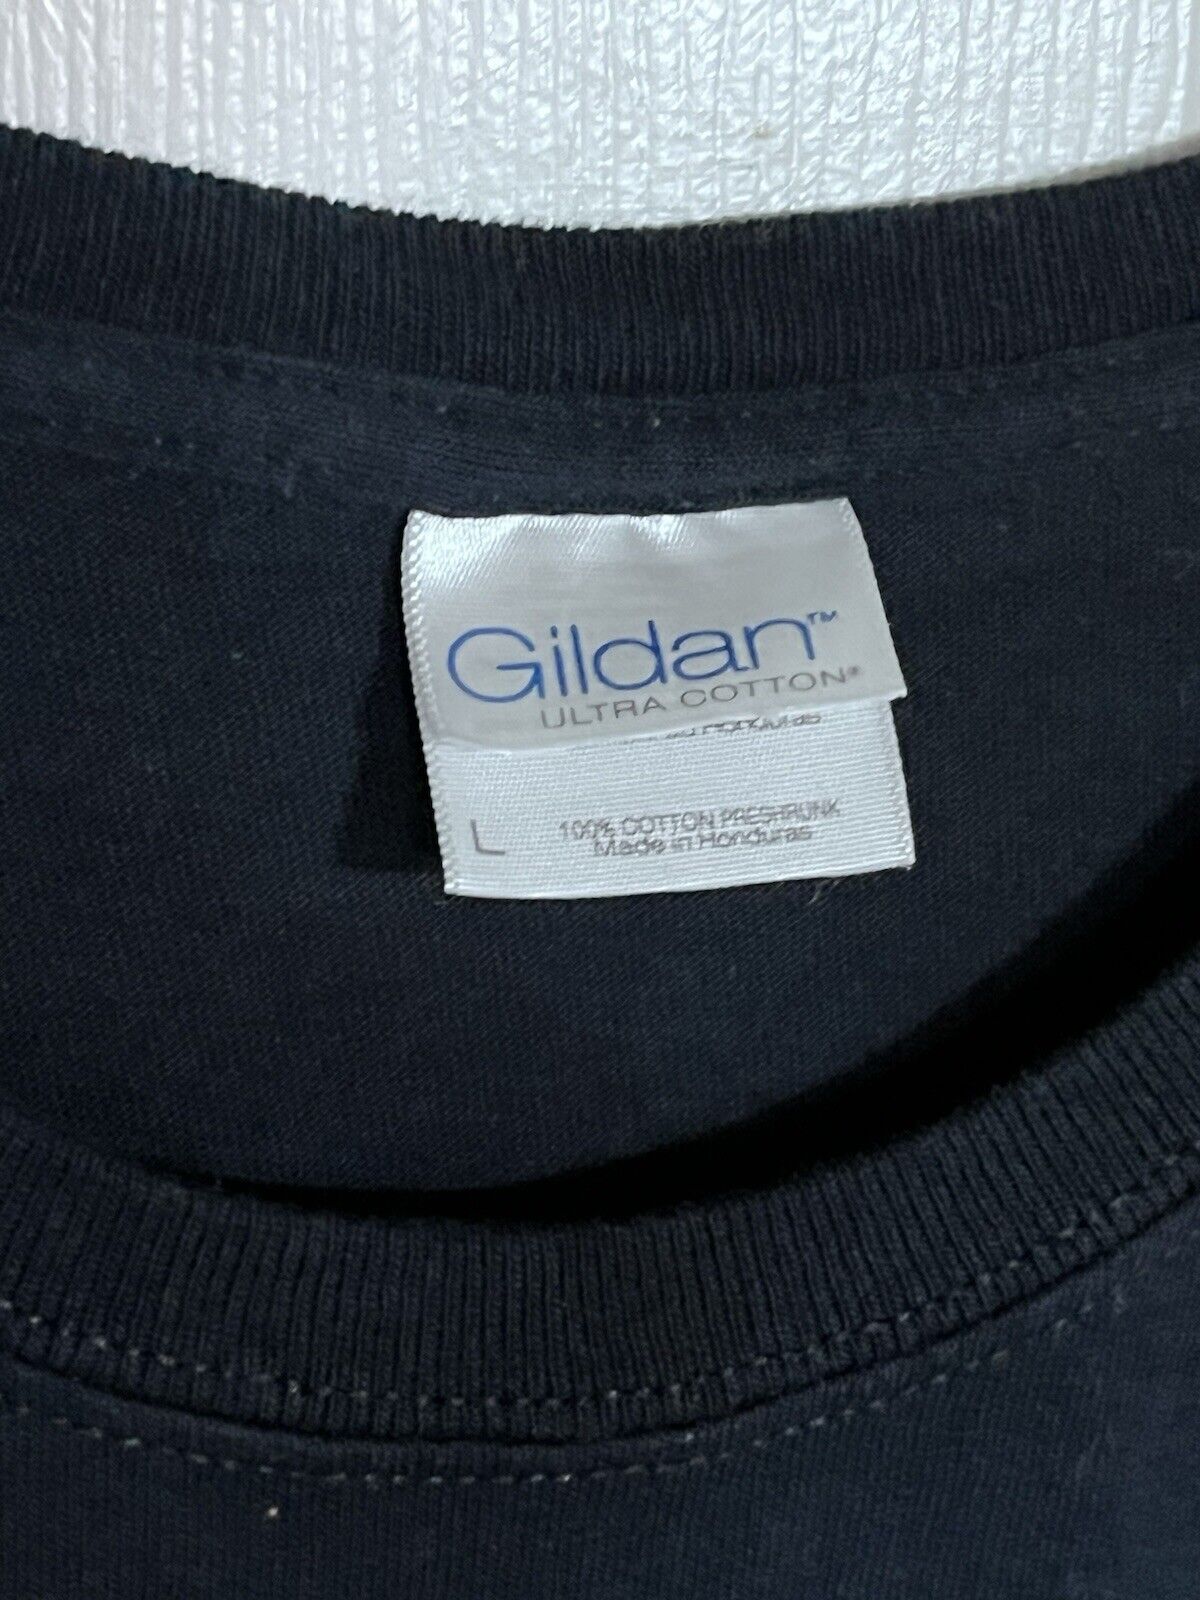 Gildan™
ULTRA COTTON®
L
100% COTTON PRESHRUNK
Made in Honduras